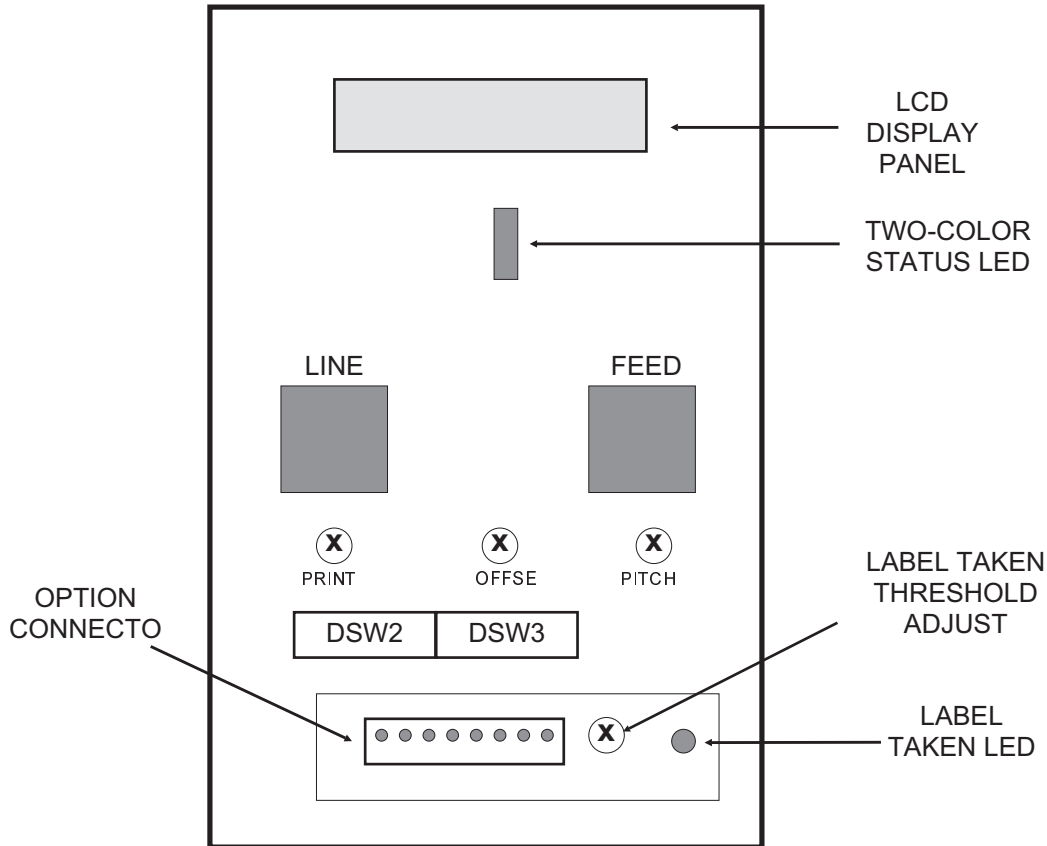 LCD
DISPLAY
PANEL
TWO-COLOR
STATUS LED
LINE
FEED
X
X
X
PRINT
OFFSE
PITCH
LABEL TAKEN
THRESHOLD
ADJUST
OPTION
CONNECTO
DSW2
DSW3
X
LABEL
TAKEN LED